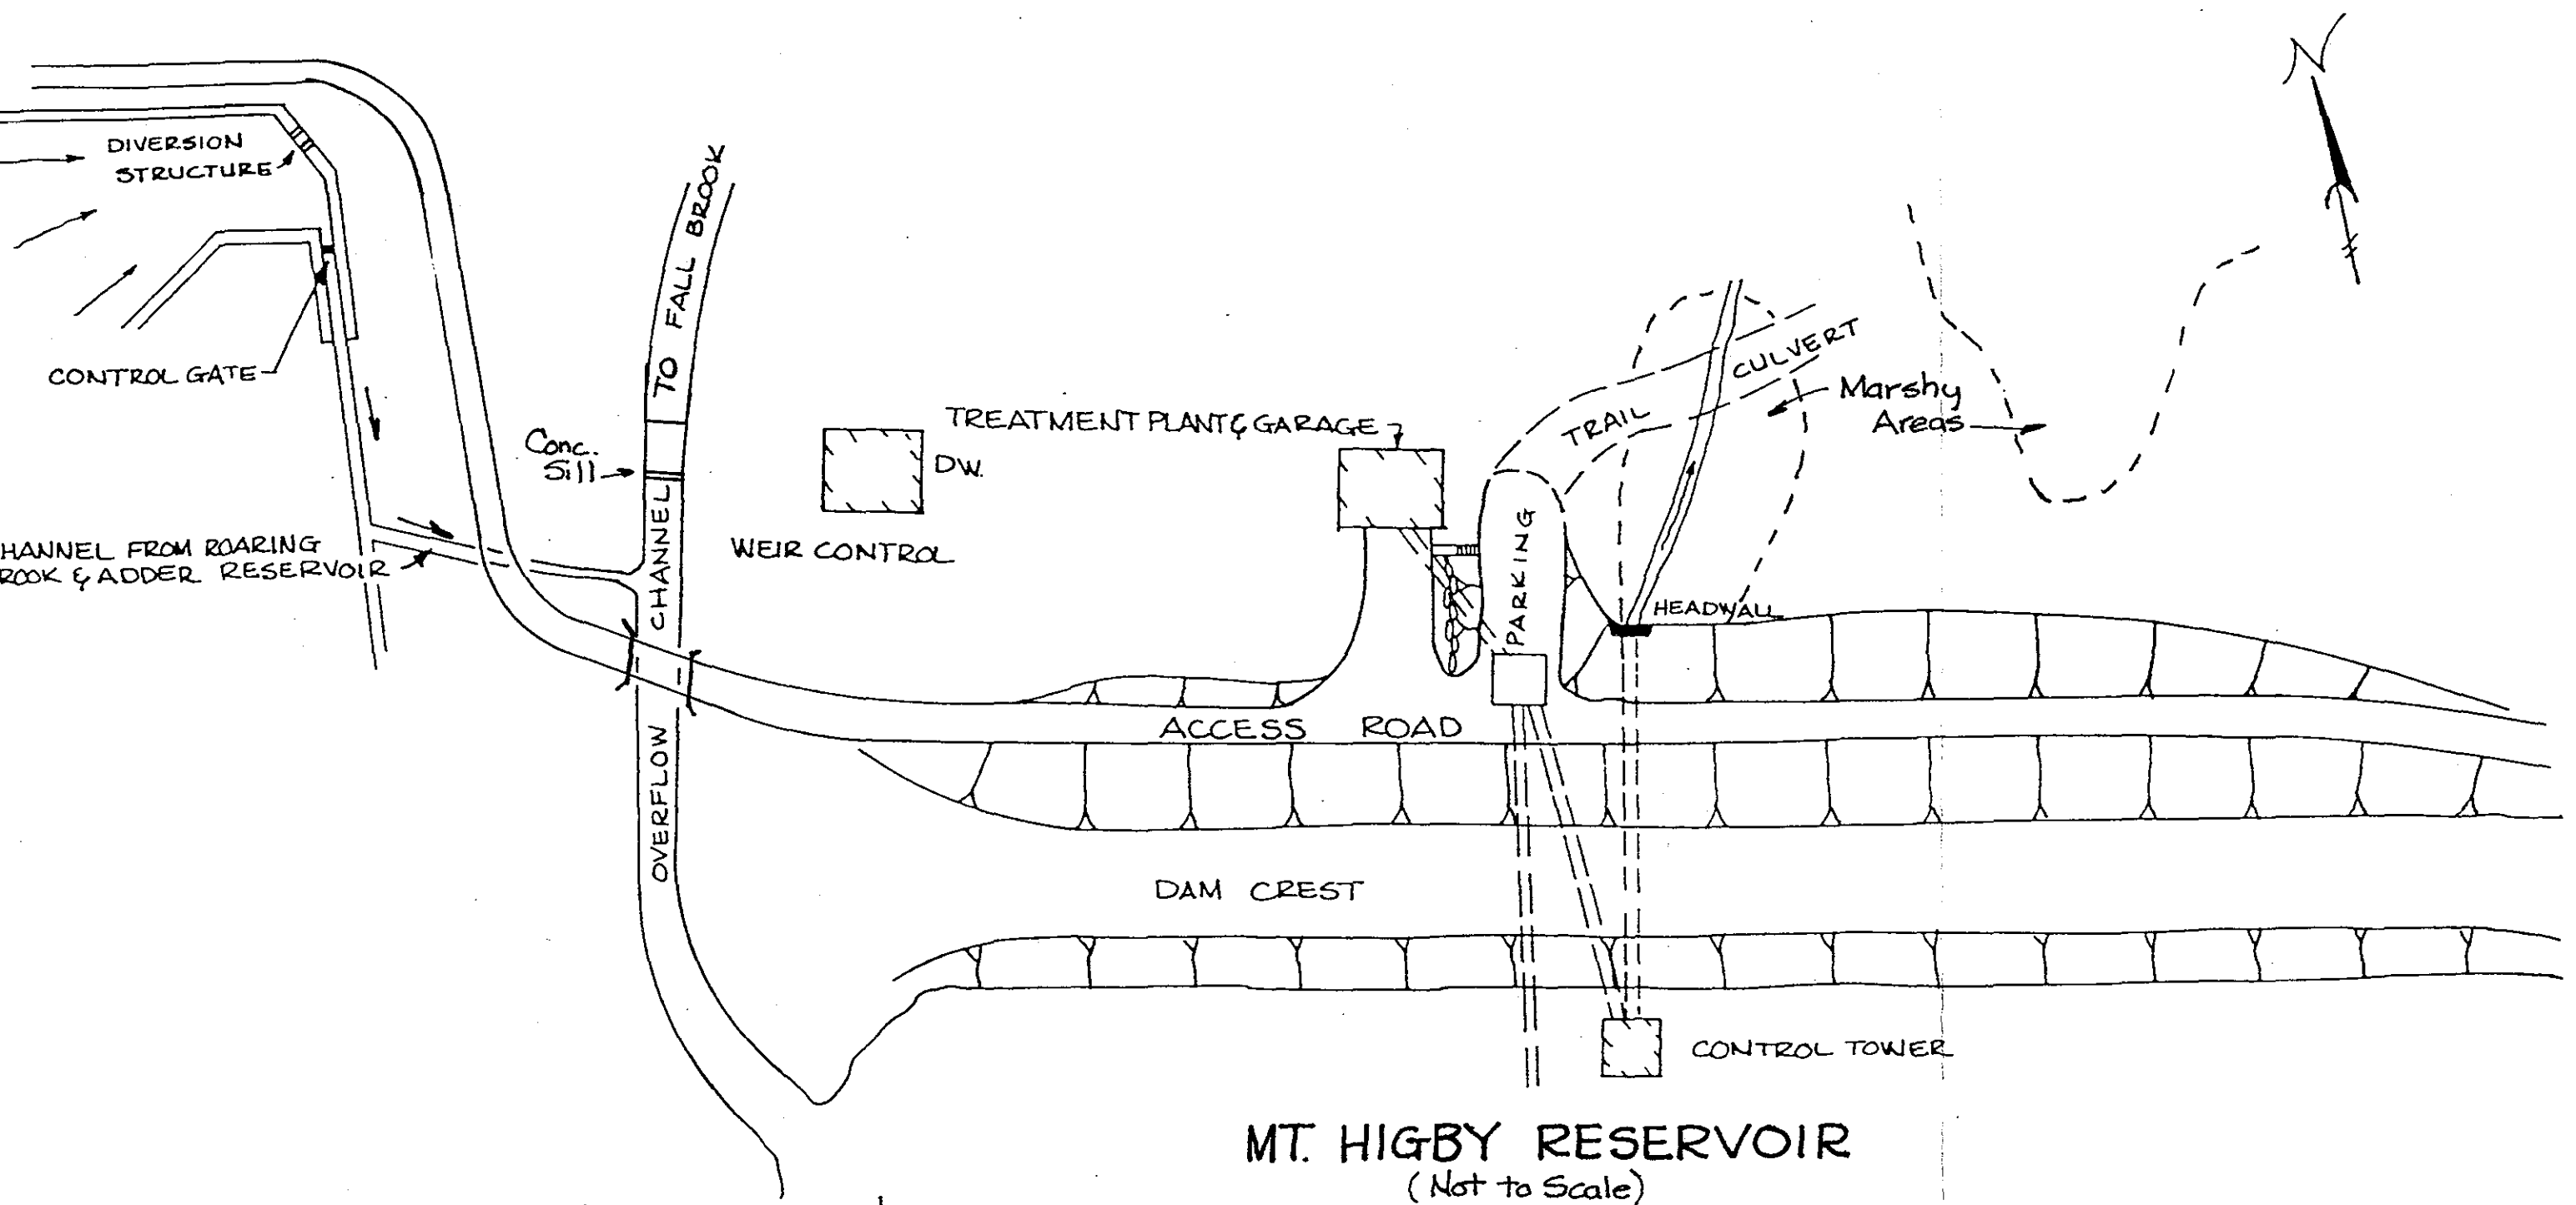 N
DIVERSION
STRUCTURE
CONTROL GATE
HANNEL FROM ROARING
ROOK & ADDER RESERVOIR
TO FALL BROOK
Conc.
Sill
OVERFLOW CHANNEL
DW.
WEIR CONTROL
TREATMENT PLANT & GARAGE
PARKING
TRAIL
CULVERT
Marshy
Areas
HEADWALL
ACCESS ROAD
DAM CREST
CONTROL TOWER
MT. HIGBY RESERVOIR
(Not to Scale)